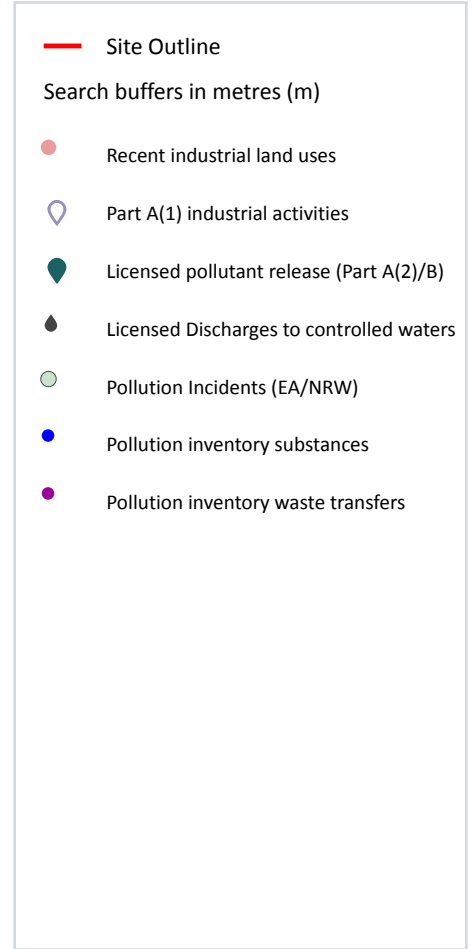 Site Outline
Search buffers in metres (m)
Recent industrial land uses
Part A(1) industrial activities
Licensed pollutant release (Part A(2)/B)
Licensed Discharges to controlled waters
Pollution Incidents (EA/NRW)
Pollution inventory substances
Pollution inventory waste transfers